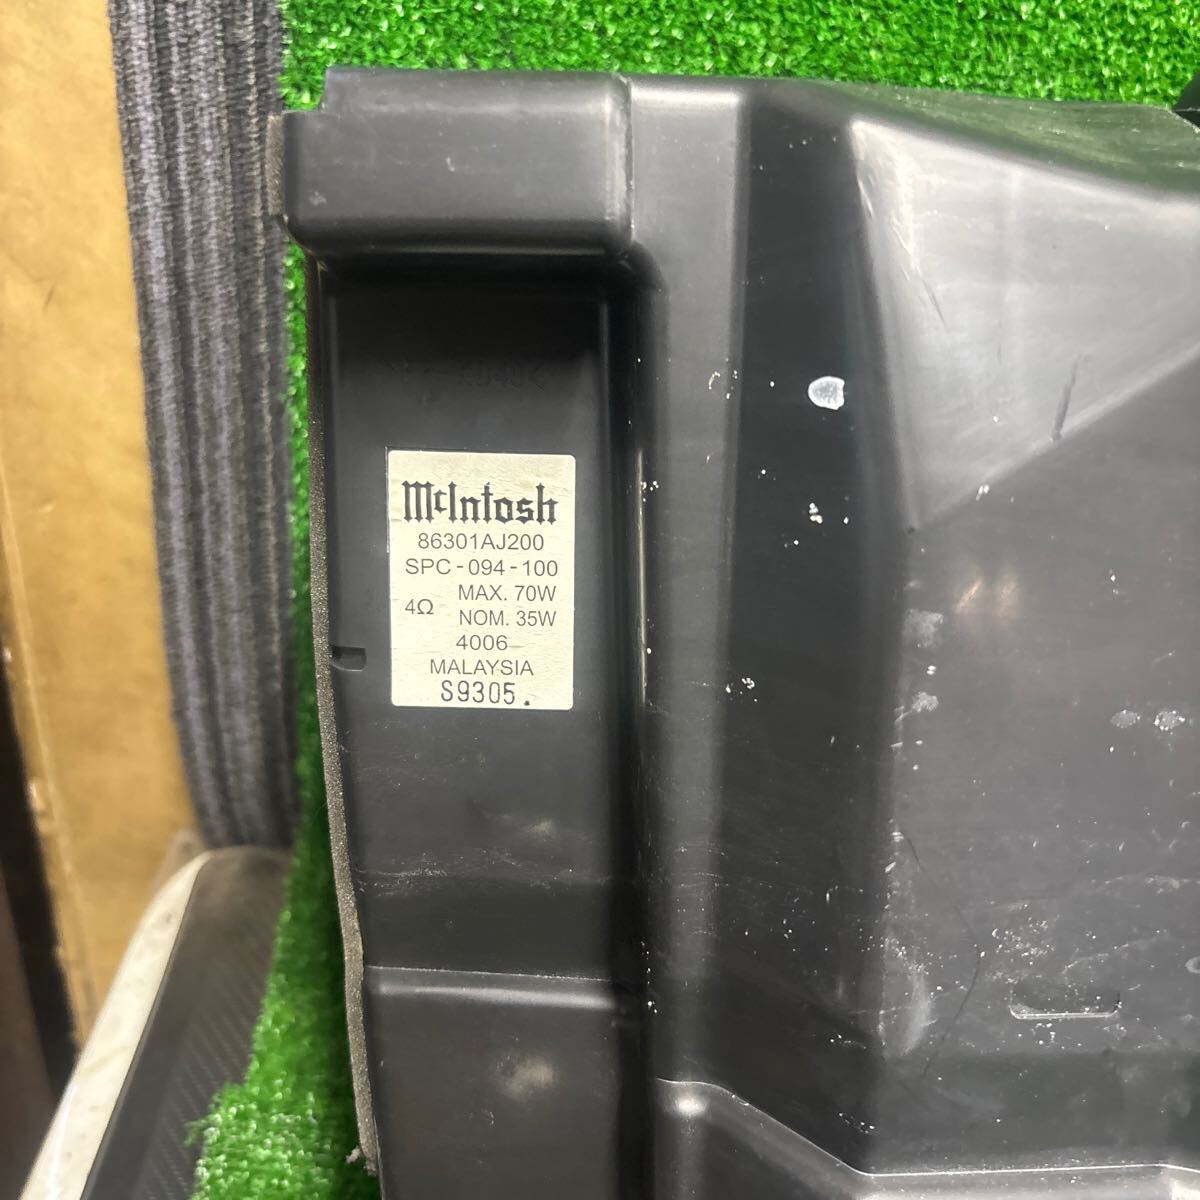 McIntosh
86301AJ200
SPC-094-100
4Ω
MAX. 70W
NOM. 35W
4006
MALAYSIA
S9305.